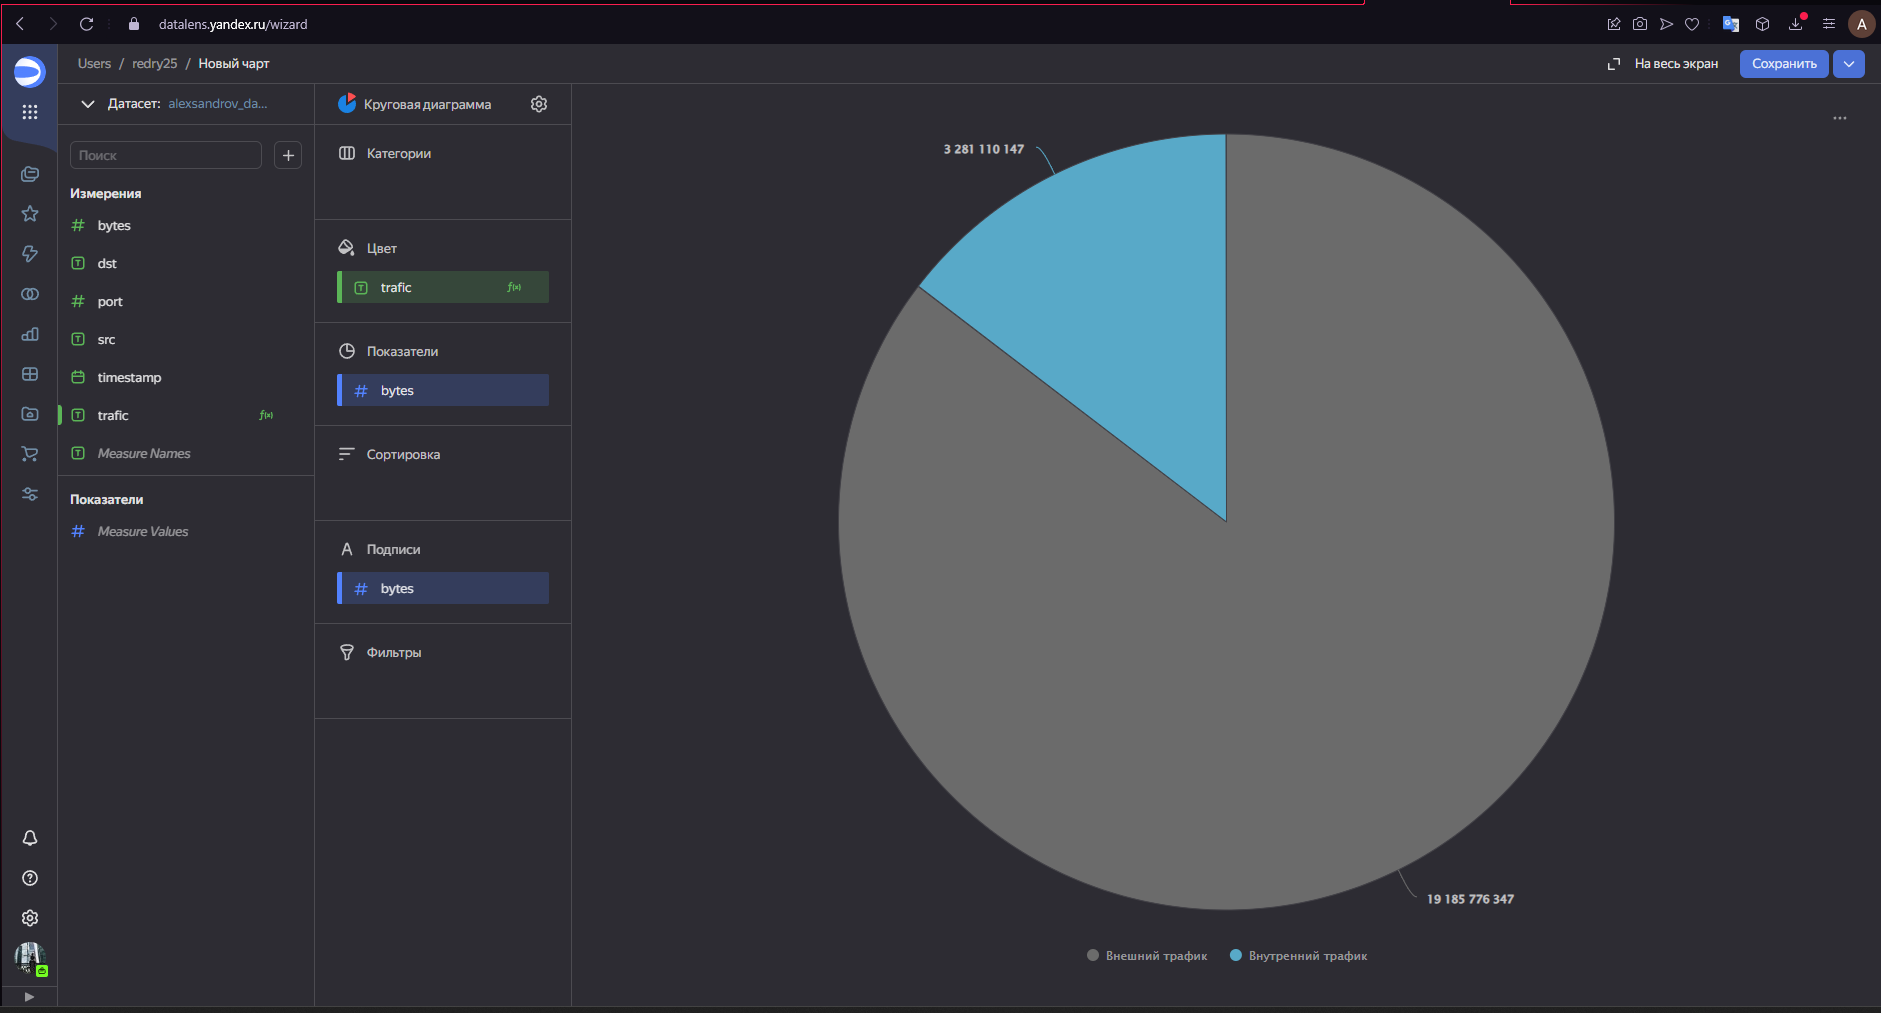 datalens.yandex.ru/wizard
A
Users / redry25 / Новый чарт
На весь экран
Сохранить
Датасет: alexsandrov_da...
Поиск
Измерения
bytes
dst
port
src
timestamp
trafic
Measure Names
Показатели
Measure Values
Круговая диаграмма
Категории
Цвет
trafic
Показатели
bytes
Сортировка
Подписи
bytes
Фильтры
3 281 110 147
19 185 776 347
Внешний трафик
Внутренний трафик